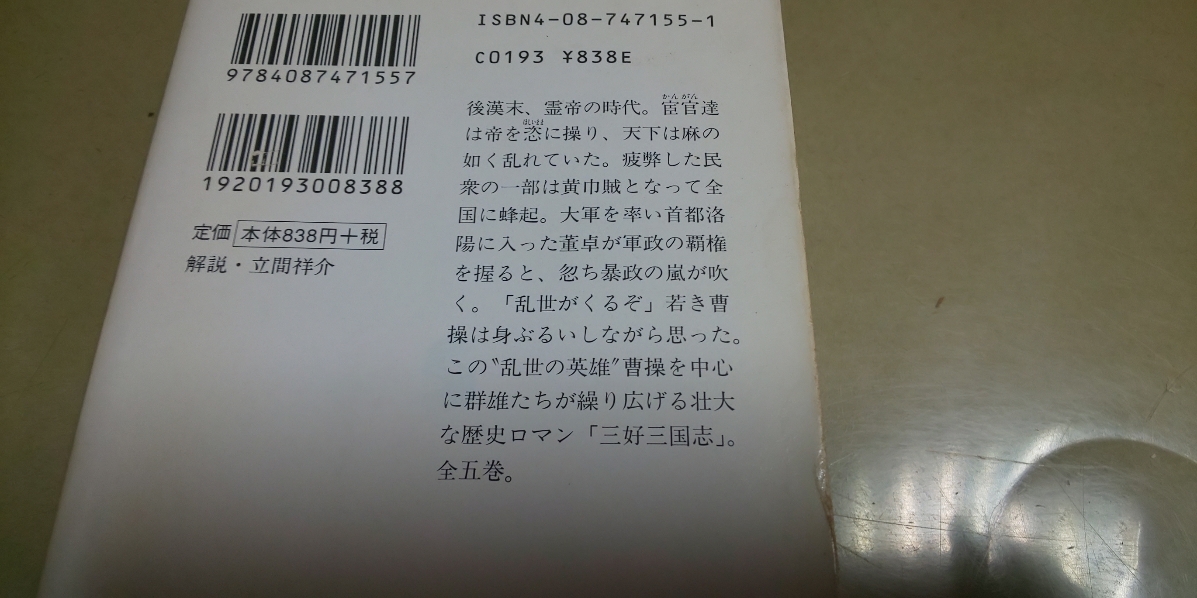 ISBN4-08-747155-1
C0193 ¥838E
9784087471557
1920193008388
定価 本体838円+税
解説・立間祥介
後漢末、霊帝の時代。宦官達
は帝を恣に操り、天下は麻の
如く乱れていた。疲弊した民
衆の一部は黄巾賊となって全
国に蜂起。大軍を率い首都洛
陽に入った董卓が軍政の覇権
を握ると、忽ち暴政の嵐が吹
く。「乱世がくるぞ」若き曹
操は身ぶるいしながら思った。
この〝乱世の英雄〟曹操を中心
に群雄たちが繰り広げる壮大
な歴史ロマン「三好三国志」。
全五巻。